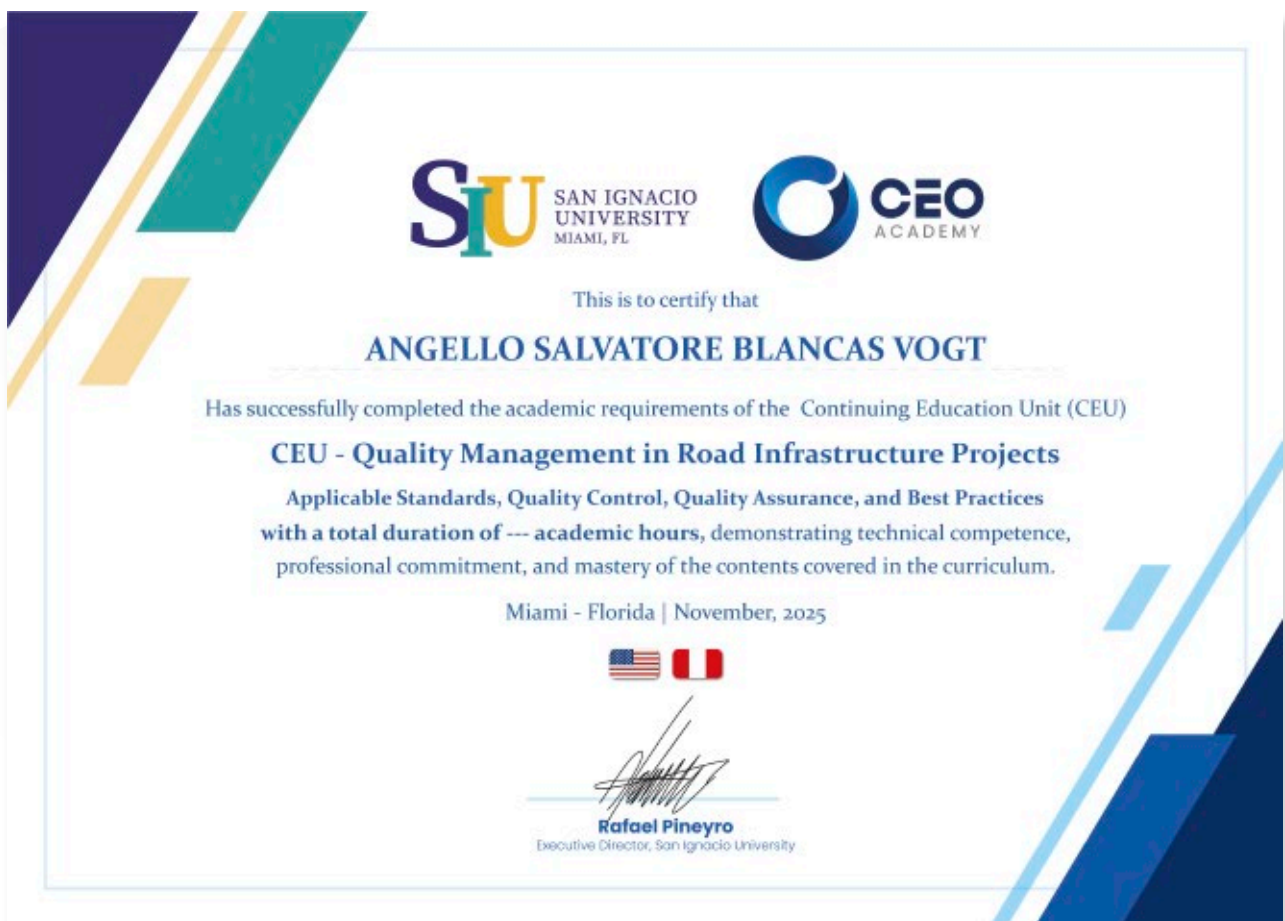 SIU SAN IGNACIO
UNIVERSITY
MIAMI, FL
CEO
ACADEMY
This is to certify that
ANGELLO SALVATORE BLANCAS VOGT
Has successfully completed the academic requirements of the Continuing Education Unit (CEU)
CEU - Quality Management in Road Infrastructure Projects
Applicable Standards, Quality Control, Quality Assurance, and Best Practices
with a total duration of --- academic hours, demonstrating technical competence,
professional commitment, and mastery of the contents covered in the curriculum.
Miami - Florida | November, 2025
Rafael Pineyro
Executive Director, San Ignacio University